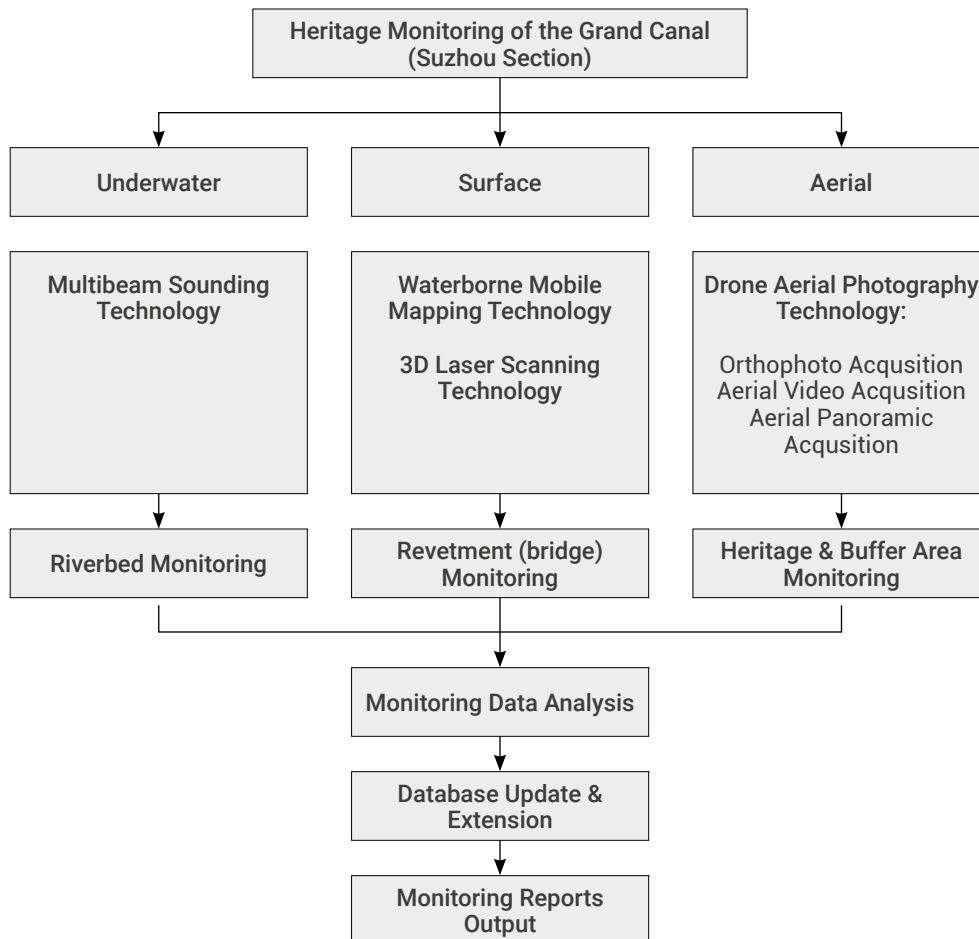 Heritage Monitoring of the Grand Canal
(Suzhou Section)
Underwater
Surface
Aerial
Multibeam Sounding
Technology
Waterborne Mobile
Mapping Technology
3D Laser Scanning
Technology
Drone Aerial Photography
Technology:
Orthophoto Acqusition
Aerial Video Acqusition
Aerial Panoramic
Acqusition
Riverbed Monitoring
Revetment (bridge)
Monitoring
Heritage & Buffer Area
Monitoring
Monitoring Data Analysis
Database Update &
Extension
Monitoring Reports
Output